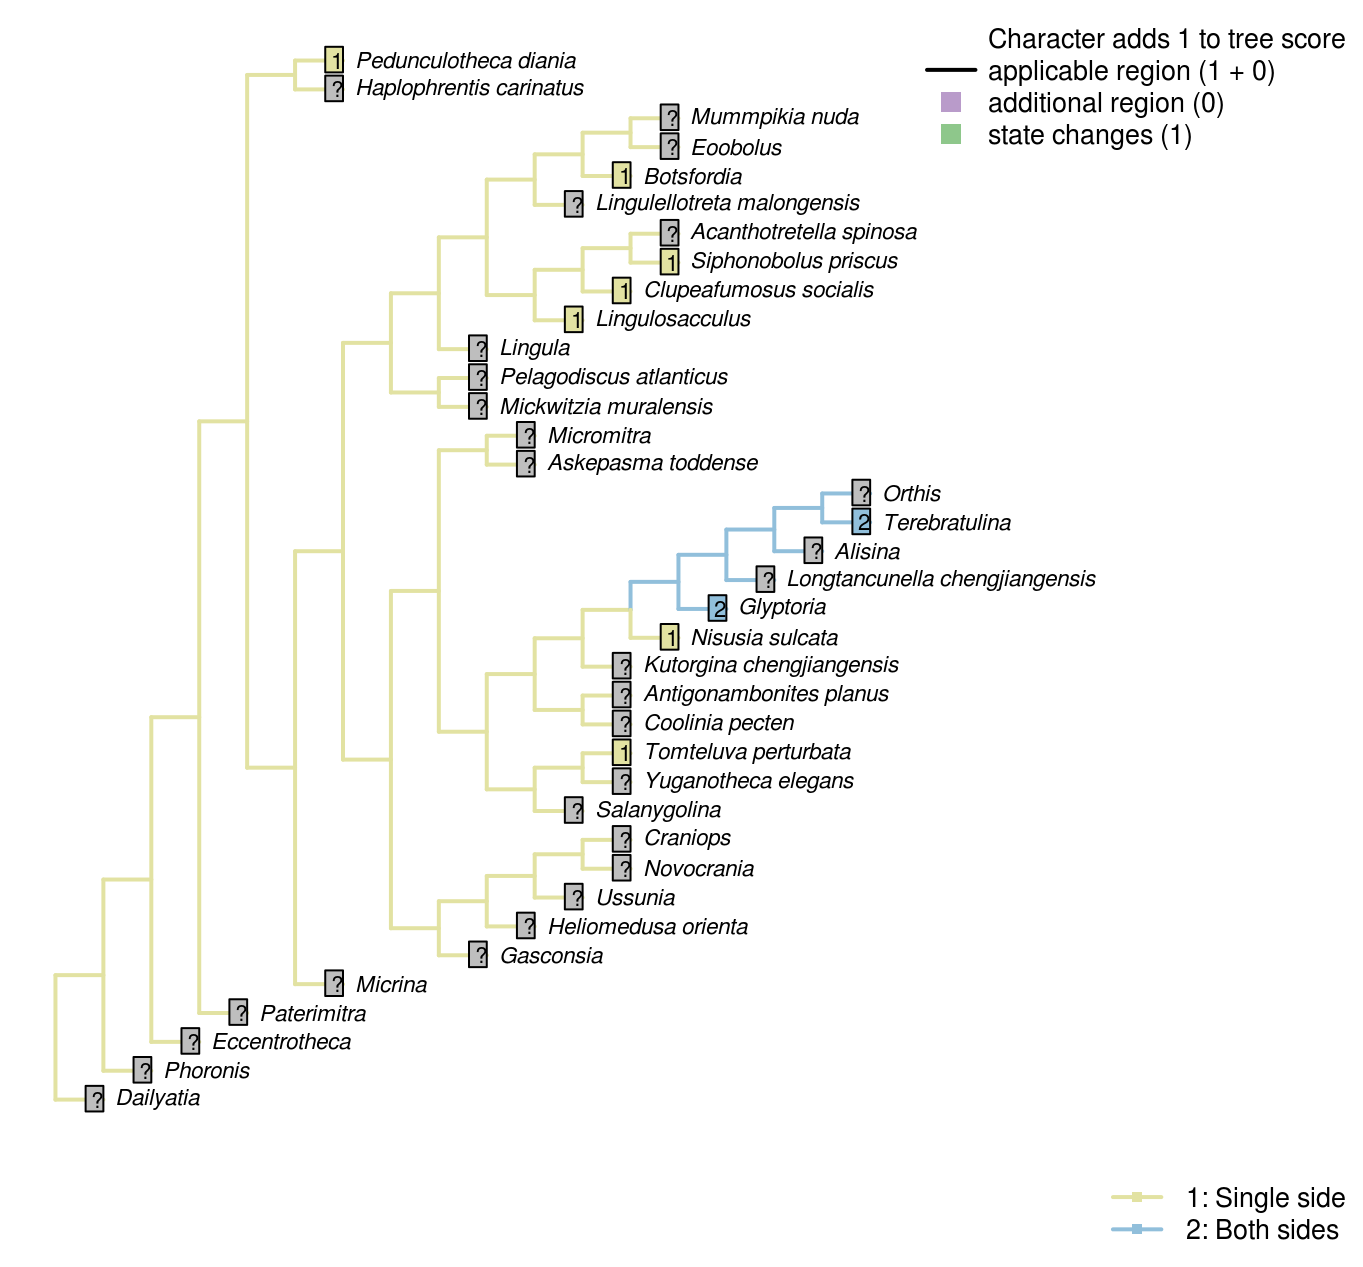 Character adds 1 to tree score
applicable region (1 + 0)
additional region (0)
state changes (1)
1 Pedunculotheca diania
? Haplophrentis carinatus
? Mummpikia nuda
? Eoobolus
1 Botsfordia
? Lingulellotreta malongensis
? Acanthotretella spinosa
1 Siphonobolus priscus
1 Clupeafumosus socialis
1 Lingulosacculus
? Lingula
? Pelagodiscus atlanticus
? Mickwitzia muralensis
? Micromitra
? Askepasma toddense
? Orthis
2 Terebratulina
? Alisina
? Longtancunella chengjiangensis
2 Glyptoria
1 Nisusia sulcata
? Kutorgina chengjiangensis
? Antigonambonites planus
? Coolinia pecten
1 Tomteluva perturbata
? Yuganotheca elegans
? Salanygolina
? Craniops
? Novocrania
? Ussunia
? Heliomedusa orienta
? Gasconsia
? Micrina
? Paterimitra
? Eccentrotheca
? Phoronis
? Dailyatia
1: Single side
2: Both sides